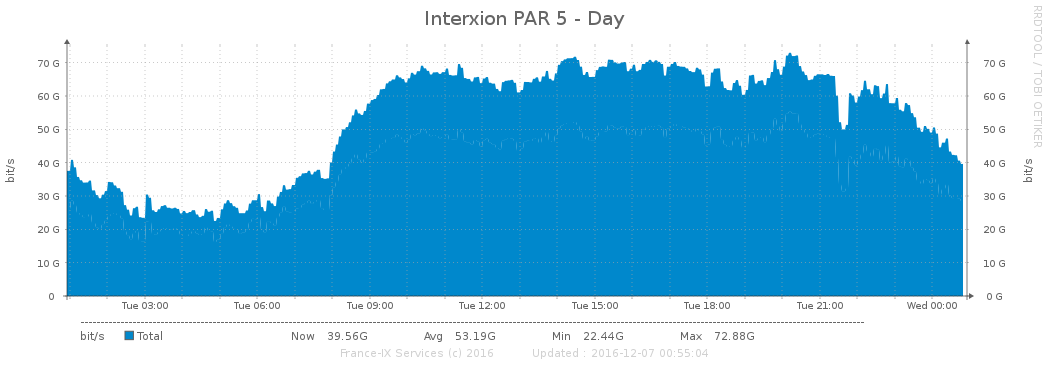 Interxion PAR 5 - Day
RRDTOOL / TOBI OETIKER
bit/s
70 G
60 G
50 G
40 G
30 G
20 G
10 G
0
70 G
60 G
50 G
40 G
30 G
20 G
10 G
0 G
bit/s
Tue 03:00 Tue 06:00 Tue 09:00 Tue 12:00 Tue 15:00 Tue 18:00 Tue 21:00 Wed 00:00
bit/s Total Now 39.56G Avg 53.19G Min 22.44G Max 72.88G
France-IX Services (c) 2016 Updated : 2016-12-07 00:55:04